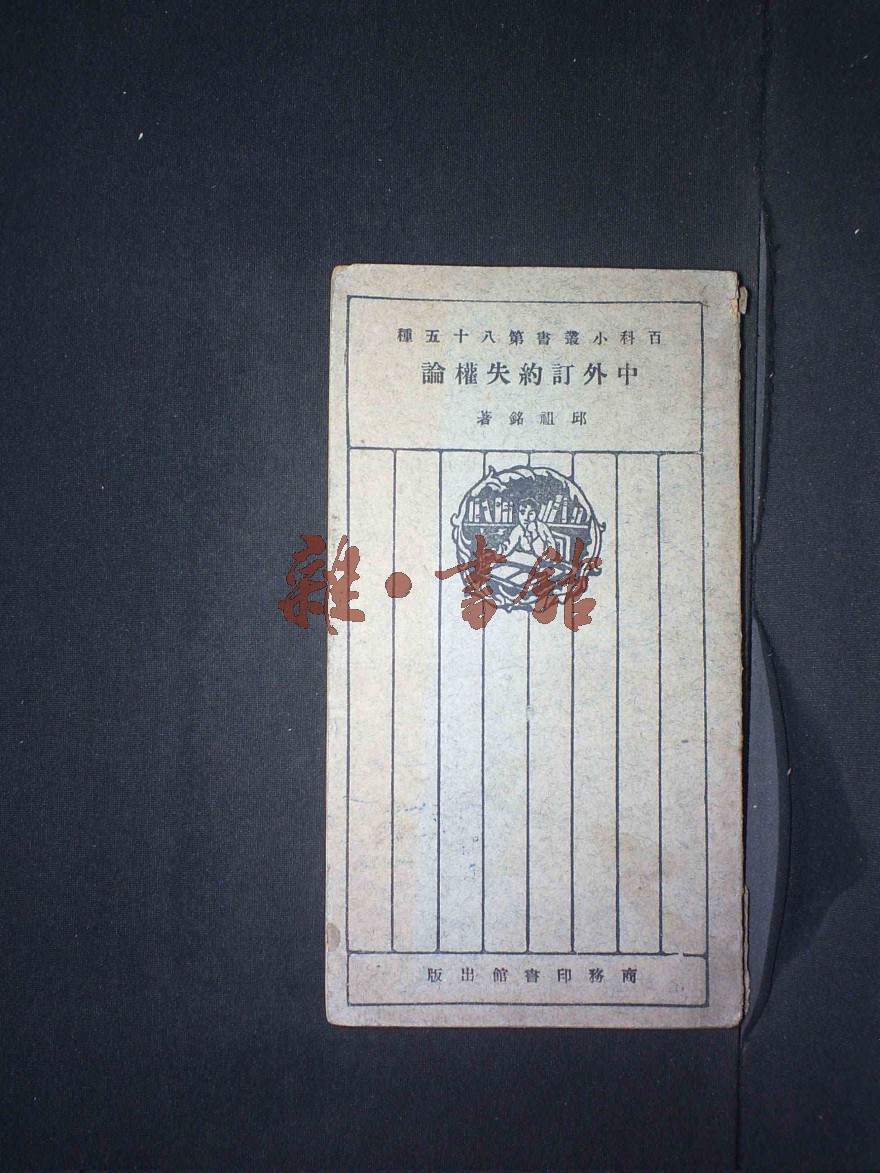 百科小叢書第八十五種
中外訂約失權論
邱祖銘著
雜·書館
商務印書館出版